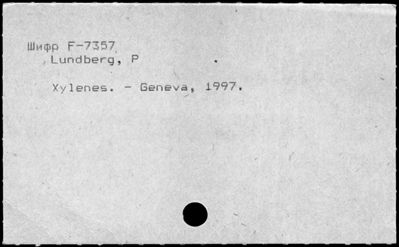 Шифр F-7357
Lundberg, P
Xylenes. - Geneva, 1997.